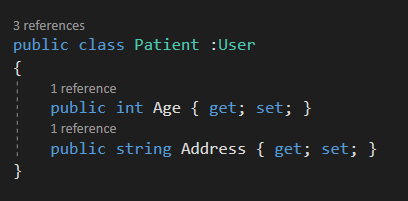 3 references
public class Patient :User
{
1 reference
public int Age { get; set; }
1 reference
public string Address { get; set; }
}